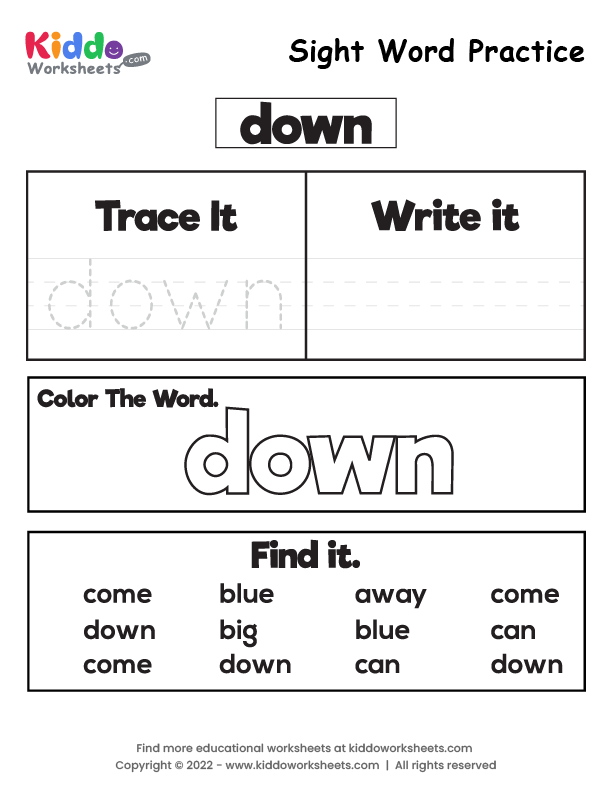 Kiddo
Worksheets.com
Sight Word Practice
down
Trace It
Write it
down
Color The Word.
down
Find it.
come blue away come
down big blue can
come down can down
Find more educational worksheets at kiddoworksheets.com
Copyright © 2022 - www.kiddoworksheets.com | All rights reserved